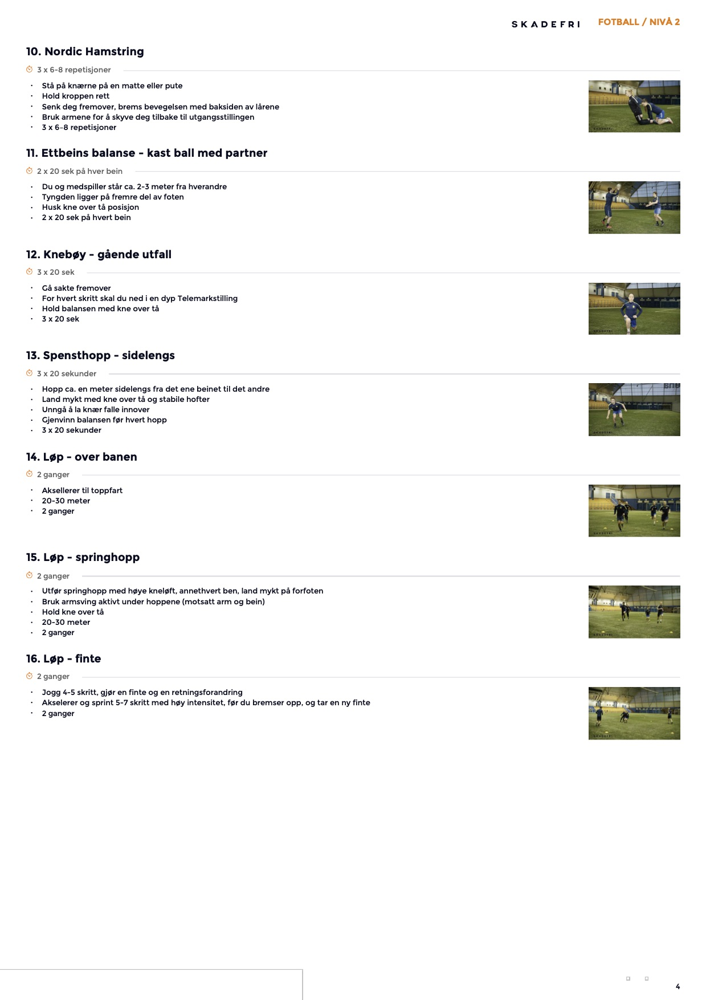 SKADEFRI FOTBALL / NIVÅ 2
10. Nordic Hamstring
3 x 6-8 repetisjoner
· Stå på knærne på en matte eller pute
· Hold kroppen rett
· Senk deg fremover, brems bevegelsen med baksiden av lårene
· Bruk armene for å skyve deg tilbake til utgangsstillingen
· 3 x 6–8 repetisjoner
SKADEFRI
11. Ettbeins balanse - kast ball med partner
2 x 20 sek på hver bein
· Du og medspiller står ca. 2-3 meter fra hverandre
· Tyngden ligger på fremre del av foten
· Husk kne over tå posisjon
· 2 x 20 sek på hvert bein
SKADEFRI
12. Knebøy - gående utfall
3 x 20 sek
· Gå sakte fremover
· For hvert skritt skal du ned i en dyp Telemarkstilling
· Hold balansen med kne over tå
· 3 x 20 sek
SKADEFRI
13. Spensthopp - sidelengs
3 x 20 sekunder
· Hopp ca. en meter sidelengs fra det ene beinet til det andre
· Land mykt med kne over tå og stabile hofter
· Unngå å la knær falle innover
· Gjenvinn balansen før hvert hopp
· 3 x 20 sekunder
SKADEFRI
14. Løp - over banen
2 ganger
· Aksellerer til toppfart
· 20-30 meter
· 2 ganger
SKADEFRI
15. Løp - springhopp
2 ganger
· Utfør springhopp med høye kneløft, annethvert ben, land mykt på forfoten
· Bruk armsving aktivt under hoppene (motsatt arm og bein)
· Hold kne over tå
· 20-30 meter
· 2 ganger
SKADEFRI
16. Løp - finte
2 ganger
· Jogg 4-5 skritt, gjør en finte og en retningsforandring
· Akselerer og sprint 5-7 skritt med høy intensitet, før du bremser opp, og tar en ny finte
· 2 ganger
SKADEFRI
4